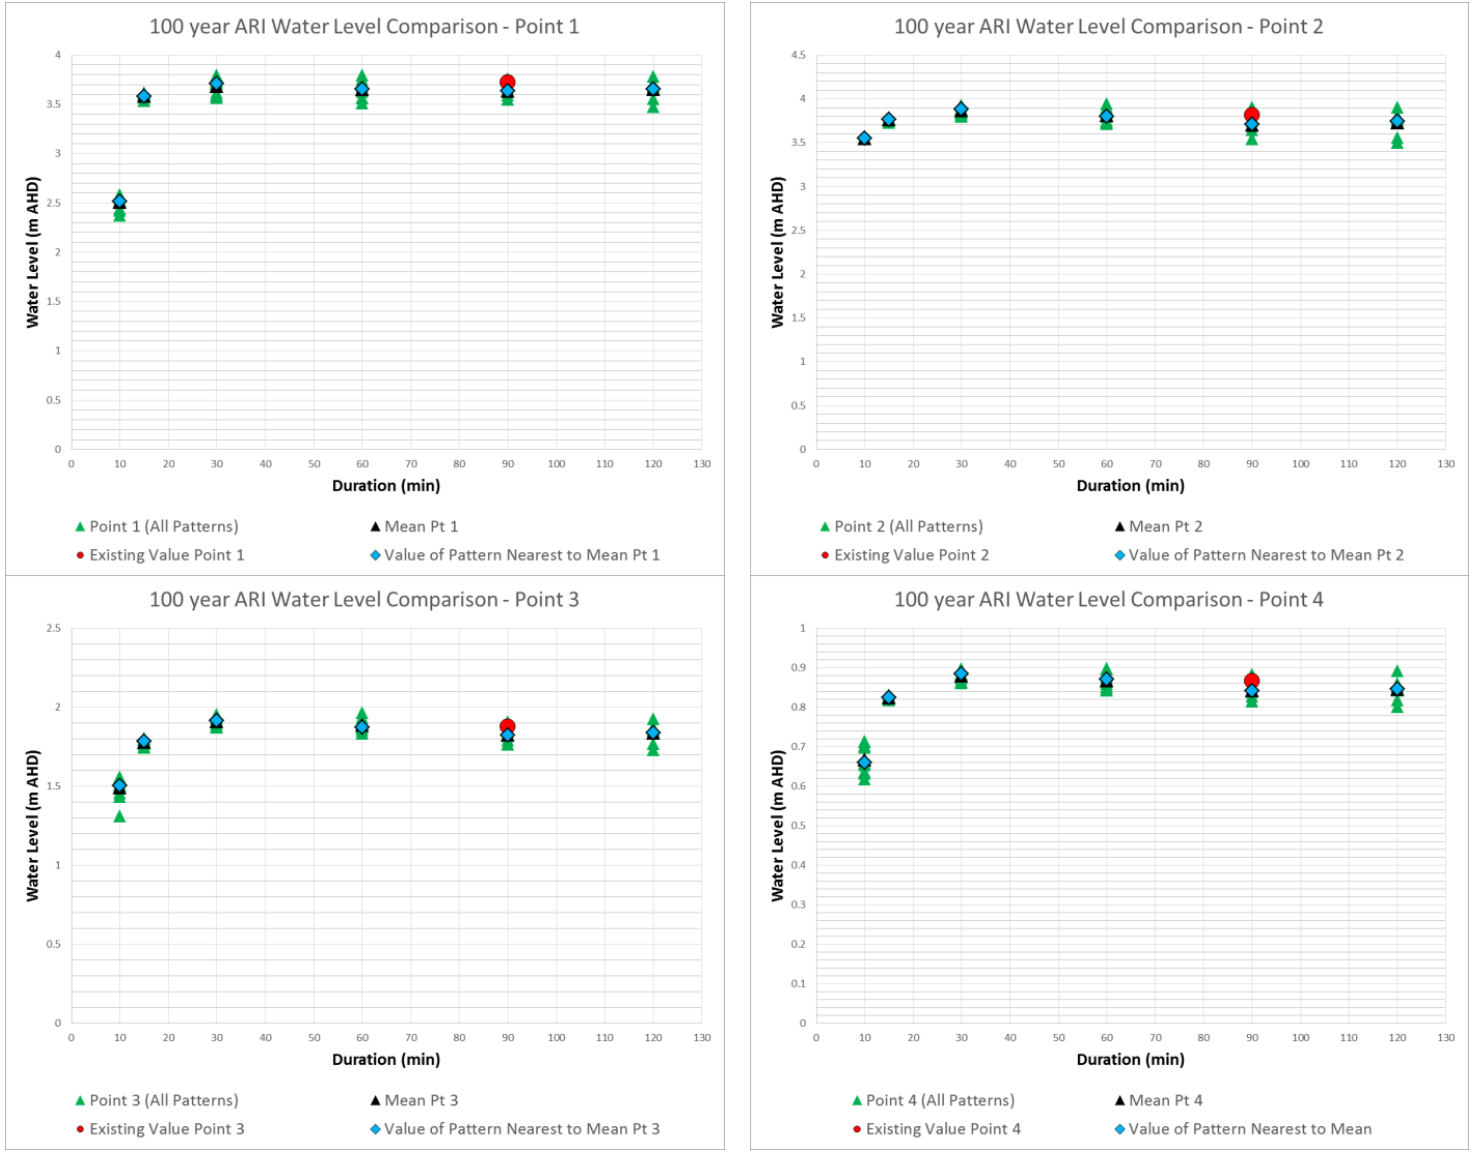 100 year ARI Water Level Comparison - Point 1
4
3.5
3
2.5
2
1.5
1
0.5
0
Water Level (m AHD)
0 10 20 30 40 50 60 70 80 90 100 110 120 130
Duration (min)
Point 1 (All Patterns) Mean Pt 1
Existing Value Point 1 Value of Pattern Nearest to Mean Pt 1
100 year ARI Water Level Comparison - Point 2
4.5
4
3.5
3
2.5
2
1.5
1
0.5
0
Water Level (m AHD)
0 10 20 30 40 50 60 70 80 90 100 110 120 130
Duration (min)
Point 2 (All Patterns) Mean Pt 2
Existing Value Point 2 Value of Pattern Nearest to Mean Pt 2
100 year ARI Water Level Comparison - Point 3
2.5
2
1.5
1
0.5
0
Water Level (m AHD)
0 10 20 30 40 50 60 70 80 90 100 110 120 130
Duration (min)
Point 3 (All Patterns) Mean Pt 3
Existing Value Point 3 Value of Pattern Nearest to Mean Pt 3
100 year ARI Water Level Comparison - Point 4
1
0.9
0.8
0.7
0.6
0.5
0.4
0.3
0.2
0.1
0
Water Level (m AHD)
0 10 20 30 40 50 60 70 80 90 100 110 120 130
Duration (min)
Point 4 (All Patterns) Mean Pt 4
Existing Value Point 4 Value of Pattern Nearest to Mean